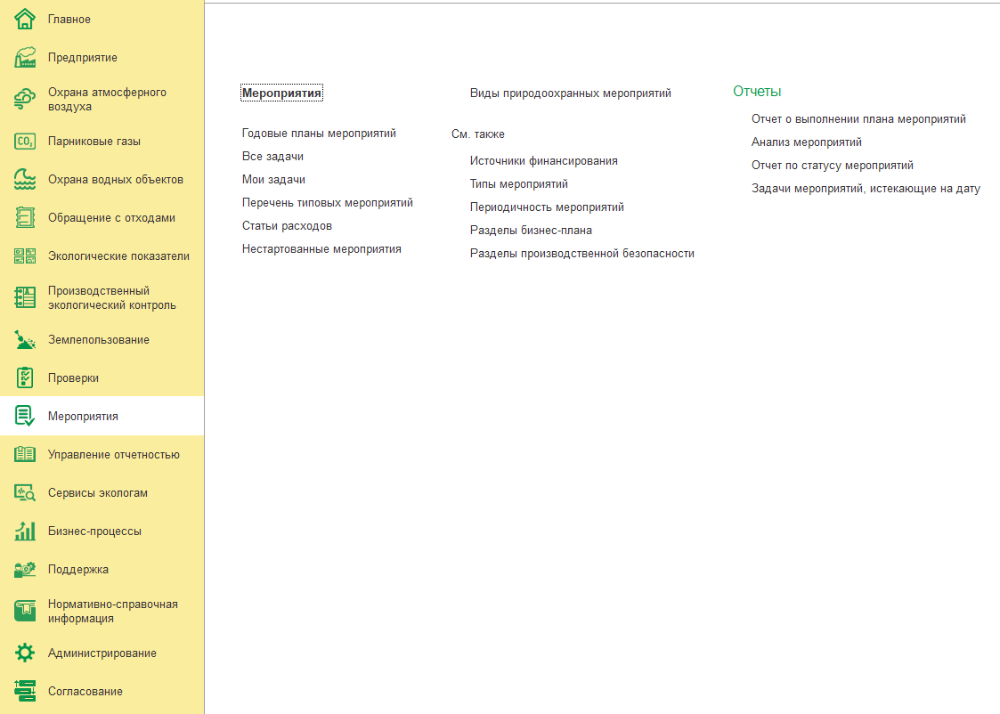 Главное
Предприятие
Охрана атмосферного
воздуха
CO2
Парниковые газы
Охрана водных объектов
Обращение с отходами
Экологические показатели
Производственный
экологический контроль
Землепользование
Проверки
Мероприятия
Управление отчетностью
Сервисы экологам
Бизнес-процессы
Поддержка
Нормативно-справочная
информация
Администрирование
Согласование
Мероприятия
Годовые планы мероприятий
Все задачи
Мои задачи
Перечень типовых мероприятий
Статьи расходов
Нестартованные мероприятия
Виды природоохранных мероприятий
См. также
Источники финансирования
Типы мероприятий
Периодичность мероприятий
Разделы бизнес-плана
Разделы производственной безопасности
Отчеты
Отчет о выполнении плана мероприятий
Анализ мероприятий
Отчет по статусу мероприятий
Задачи мероприятий, истекающие на дату